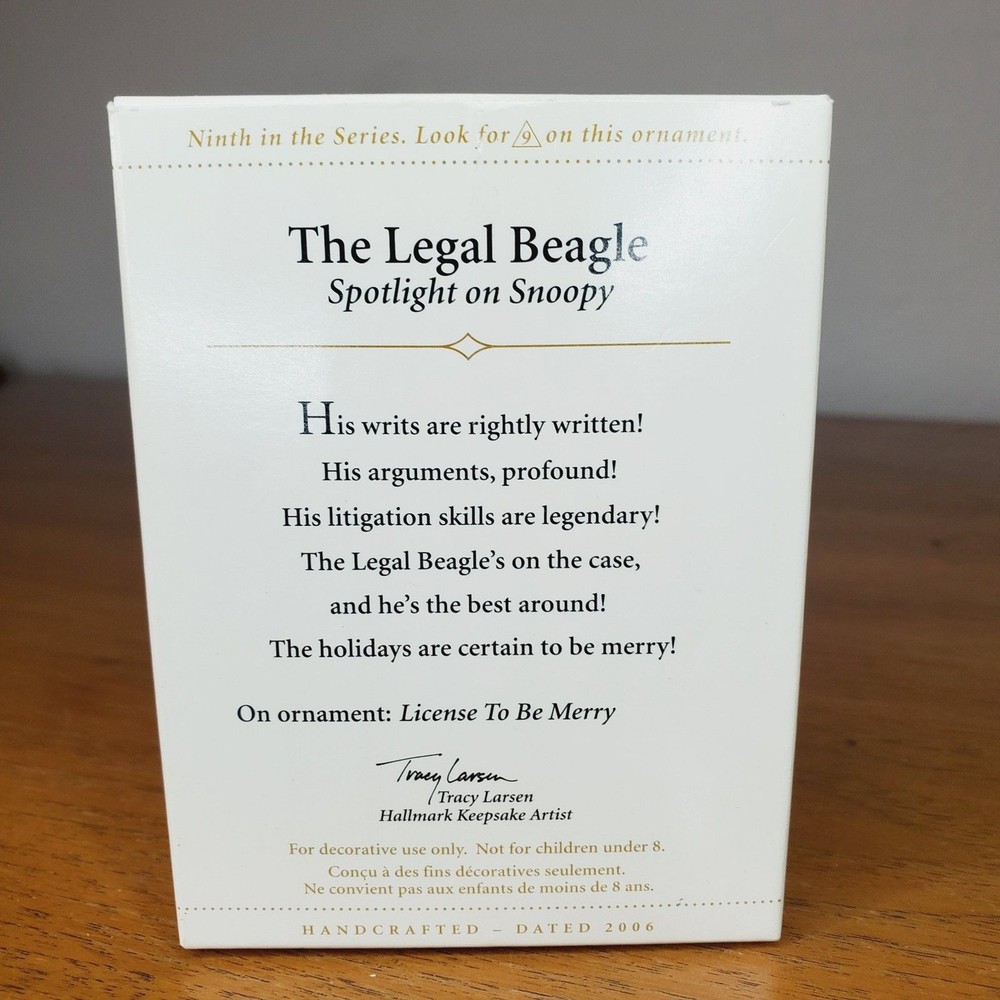 Ninth in the Series. Look for 9 on this ornament.
The Legal Beagle
Spotlight on Snoopy
His writs are rightly written!
His arguments, profound!
His litigation skills are legendary!
The Legal Beagle's on the case,
and he's the best around!
The holidays are certain to be merry!
On ornament: License To Be Merry
Tracy Larsen
Tracy Larsen
Hallmark Keepsake Artist
For decorative use only. Not for children under 8.
Conçu à des fins décoratives seulement.
Ne convient pas aux enfants de moins de 8 ans.
HANDCRAFTED – DATED 2006